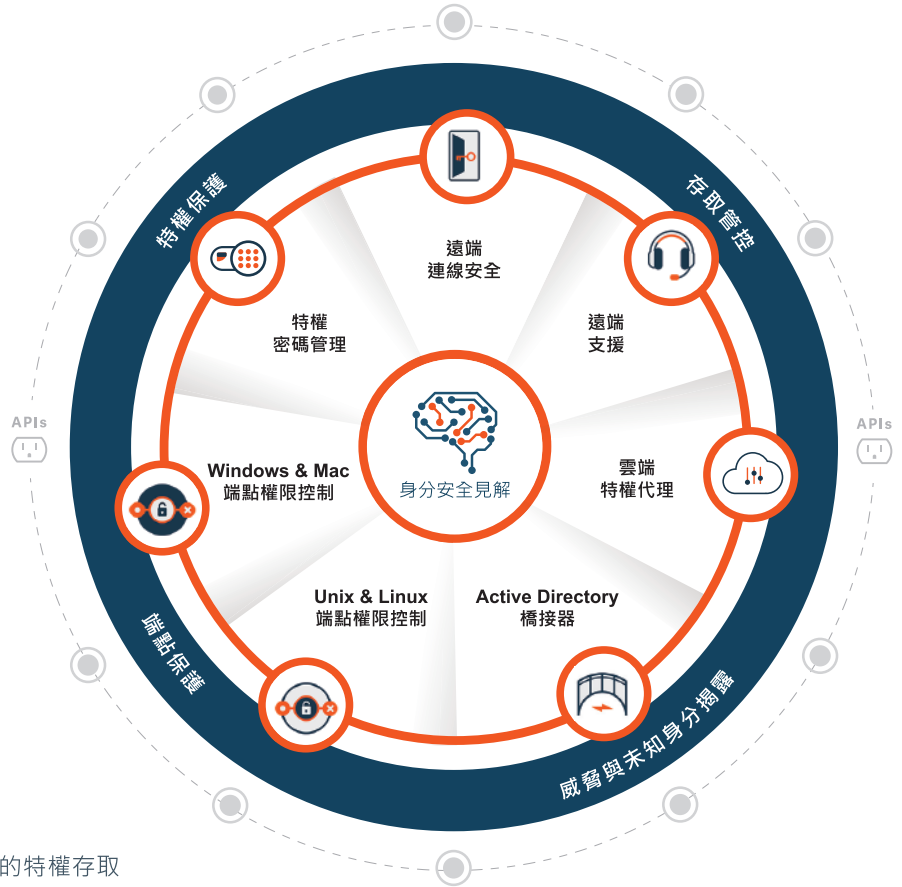 特權保護
存取管控
遠端
連線安全
特權
密碼管理
遠端
支援
APIs
APIs
Windows & Mac
端點權限控制
身分安全見解
雲端
特權代理
Unix & Linux
端點權限控制
Active Directory
橋接器
端點保護
威脅與未知身分揭露
的特權存取